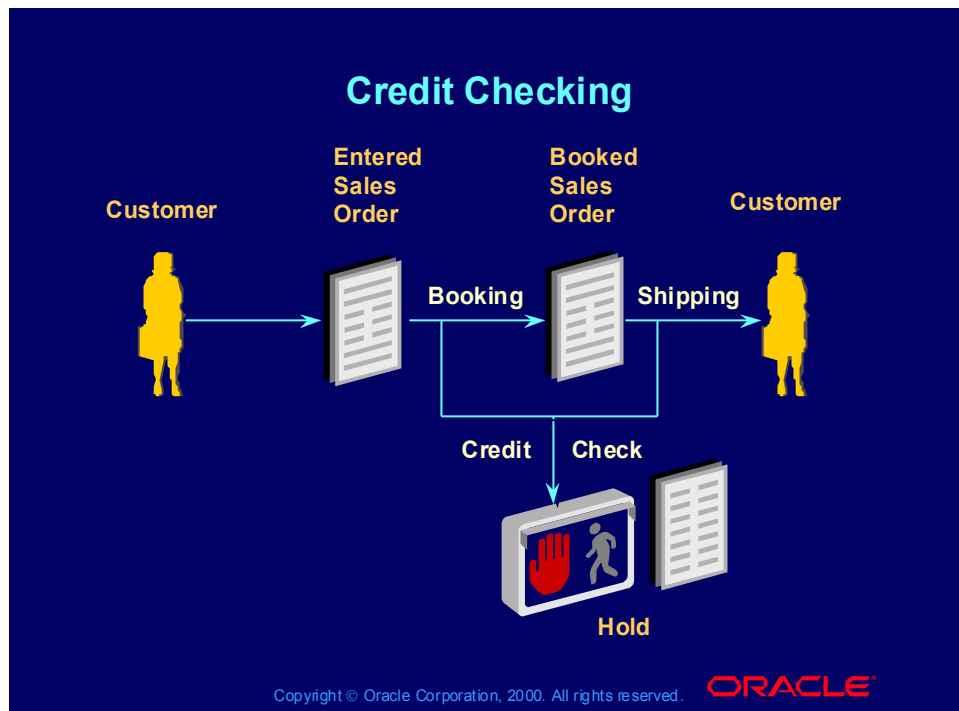 Credit Checking
Customer
Entered
Sales
Order
Booked
Sales
Order
Customer
Booking
Shipping
Credit Check
Hold
Copyright © Oracle Corporation, 2000. All rights reserved.
ORACLE®